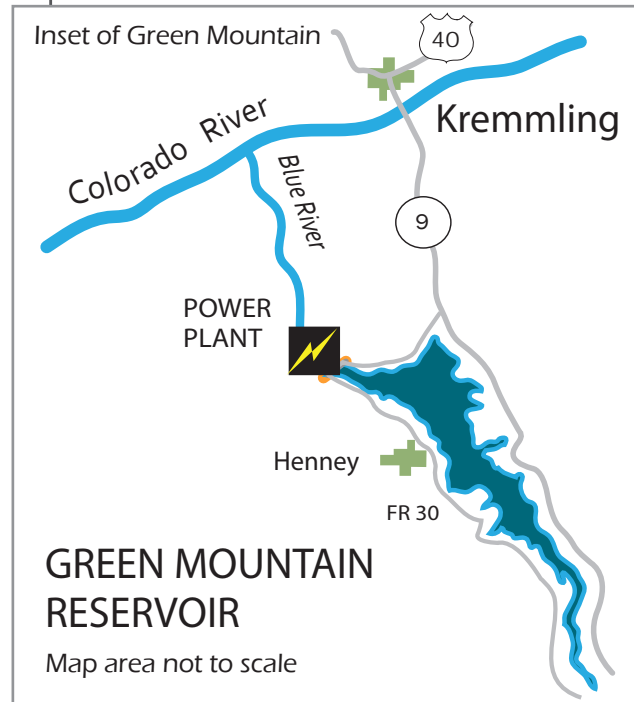 Inset of Green Mountain
40
Kremmling
Colorado River
Blue River
9
POWER
PLANT
Henney
FR 30
GREEN MOUNTAIN
RESERVOIR
Map area not to scale